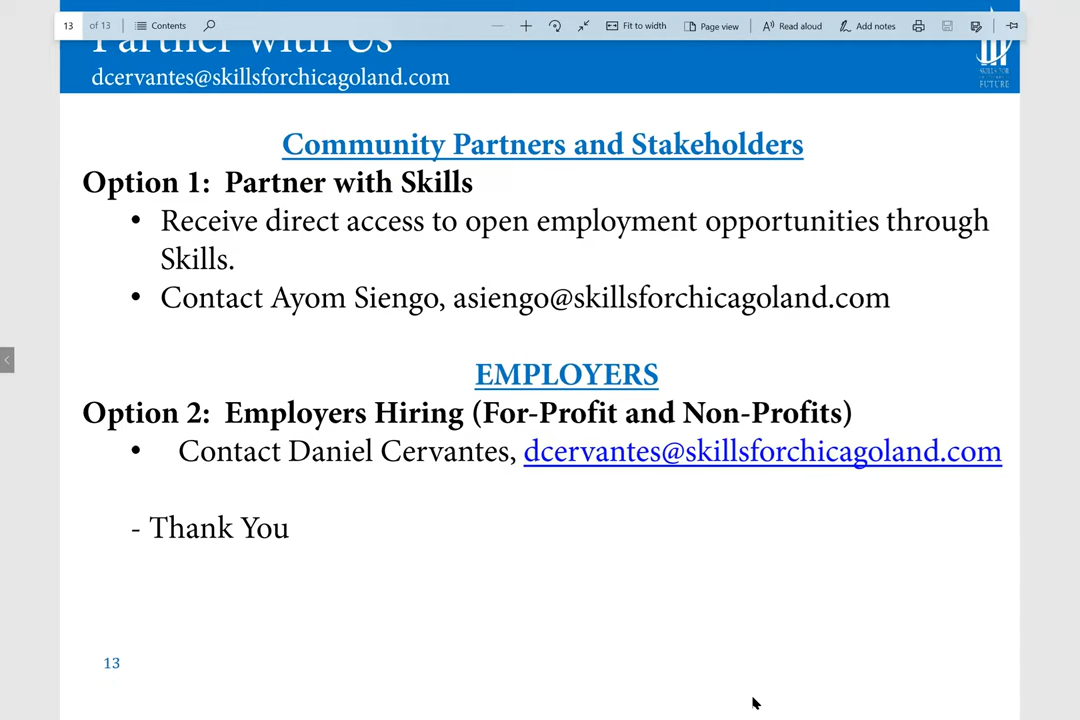 13 of 13 Contents Fit to width Page view Read aloud Add notes
Partner with Us
dcervantes@skillsforchicagoland.com
FUTURE
Community Partners and Stakeholders
Option 1: Partner with Skills
• Receive direct access to open employment opportunities through
Skills.
• Contact Ayom Siengo, asiengo@skillsforchicagoland.com
EMPLOYERS
Option 2: Employers Hiring (For-Profit and Non-Profits)
• Contact Daniel Cervantes, dcervantes@skillsforchicagoland.com
- Thank You
13